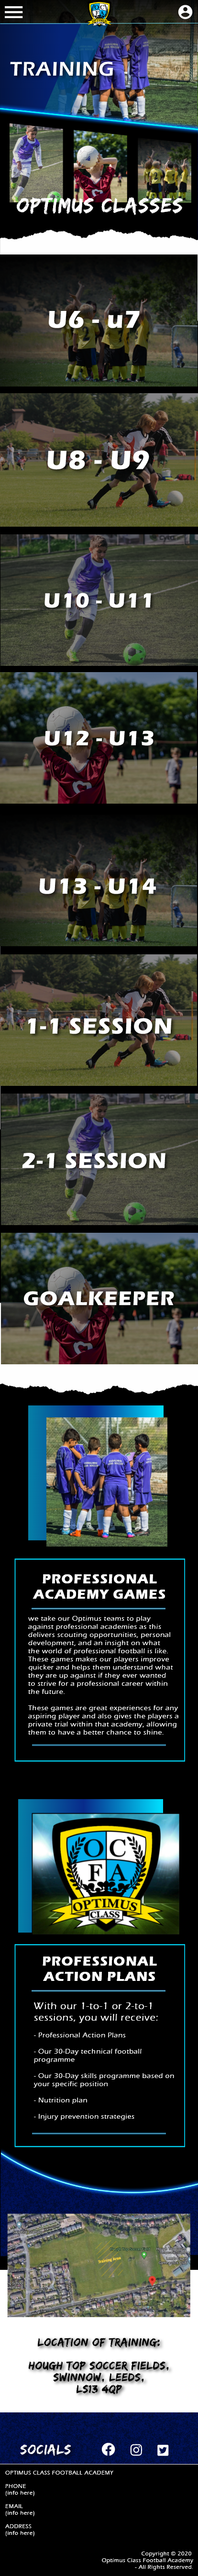 TRAINING
OPTIMUS CLASSES
U6 - u7
U8 - U9
U10 - U11
U12 - U13
U13 - U14
1-1 SESSION
2-1 SESSION
GOALKEEPER
PROFESSIONAL
ACADEMY GAMES
we take our Optimus teams to play
against professional academies as this
delivers scouting opportunities, personal
development, and an insight on what
the world of professional football is like.
These games makes our players improve
quicker and helps them understand what
they are up against if they ever wanted
to strive for a professional career within
the future.
These games are great experiences for any
aspiring player and also gives the players a
private trial within that academy, allowing
them to have a better chance to shine.
OC
FA
OPTIMUS
CLASS
PROFESSIONAL
ACTION PLANS
With our 1-to-1 or 2-to-1
sessions, you will receive:
- Professional Action Plans
- Our 30-Day technical football
programme
- Our 30-Day skills programme based on
your specific position
- Nutrition plan
- Injury prevention strategies
LOCATION OF TRAINING:
HOUGH TOP SOCCER FIELDS,
SWINNOW, LEEDS,
LS13 4QP
SOCIALS
OPTIMUS CLASS FOOTBALL ACADEMY
PHONE
(info here)
EMAIL
(info here)
ADDRESS
(info here)
Copyright © 2020
Optimus Class Football Academy
- All Rights Reserved.